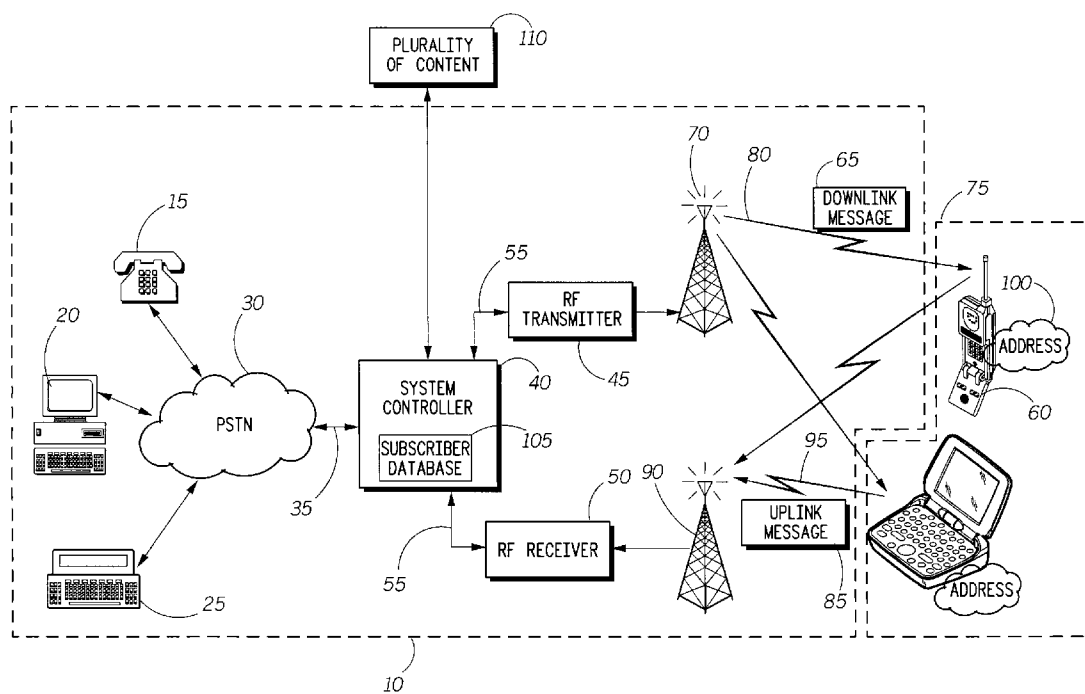 PLURALITY
OF CONTENT
110
70
80
65
DOWNLINK
MESSAGE
75
15
55
RF
TRANSMITTER
45
100
ADDRESS
60
20
30
PSTN
35
SYSTEM
CONTROLLER
40
SUBSCRIBER
DATABASE
105
50
90
95
UPLINK
MESSAGE
85
55
RF RECEIVER
25
ADDRESS
10